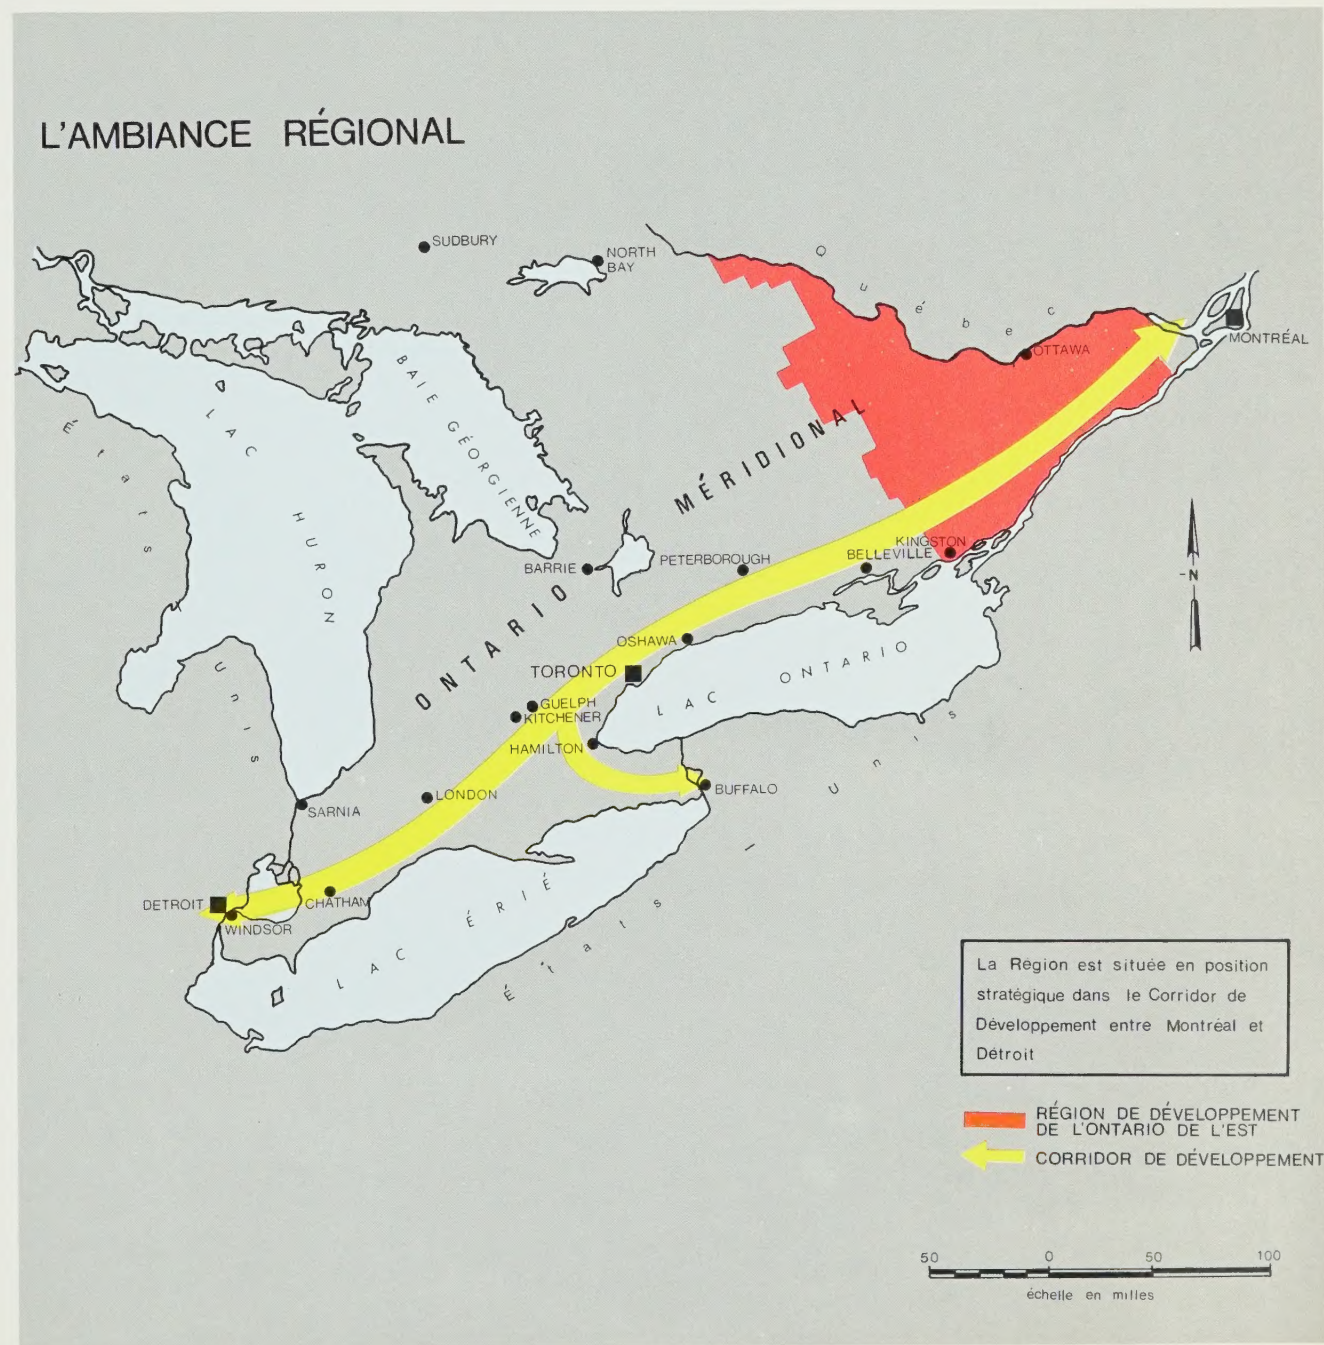 L'AMBIANCE RÉGIONAL
SUDBURY
NORTH
BAY
Québec
MONTRÉAL
OTTAWA
BAIE GÉORGIENNE
LAC HURON
États Unis
ONTARIO MÉRIDIONAL
KINGSTON
BELLEVILLE
PETERBOROUGH
BARRIE
-N
OSHAWA
TORONTO
LAC ONTARIO
GUELPH
KITCHENER
HAMILTON
BUFFALO
LONDON
SARNIA
DETROIT
CHATHAM
WINDSOR
LAC ÉRIÉ
États - Unis
La Région est située en position
stratégique dans le Corridor de
Développement entre Montréal et
Détroit
RÉGION DE DÉVELOPPEMENT
DE L'ONTARIO DE L'EST
CORRIDOR DE DÉVELOPPEMENT
50 0 50 100
échelle en milles